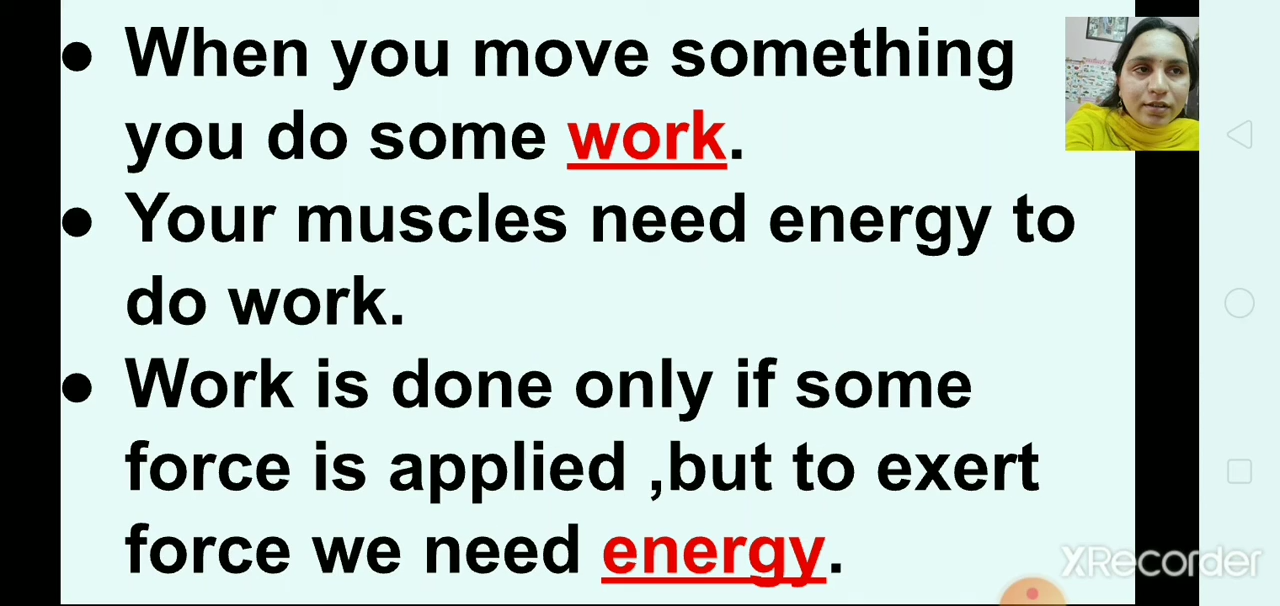 ● When you move something
you do some work.
● Your muscles need energy to
do work.
● Work is done only if some
force is applied ,but to exert
force we need energy.
XRecorder